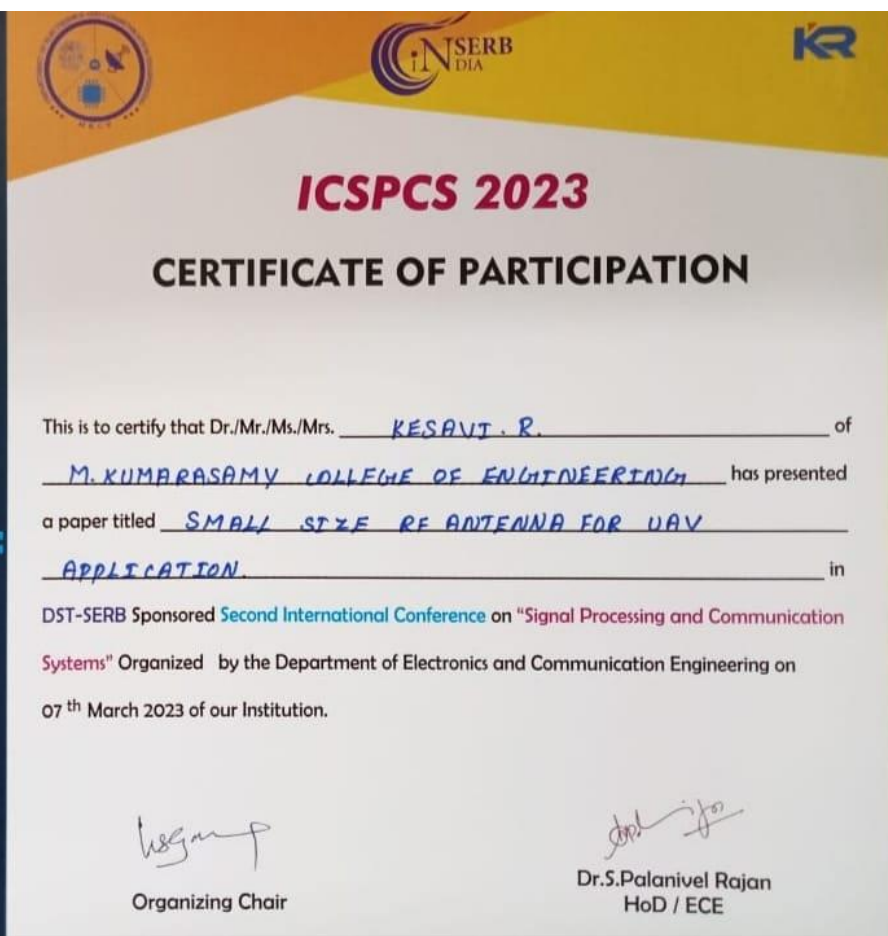 SERB
iN DIA
KR
ICSPCS 2023
CERTIFICATE OF PARTICIPATION
This is to certify that Dr./Mr./Ms./Mrs. KESAVI. R. of
M. KUMARASAMY COLLEGE OF ENGINEERING has presented
a paper titled SMALL SIZE RF ANTENNA FOR UAV
APPLICATION. in
DST-SERB Sponsored Second International Conference on "Signal Processing and Communication
Systems" Organized by the Department of Electronics and Communication Engineering on
07 th March 2023 of our Institution.
Organizing Chair
Dr.S.Palanivel Rajan
HoD / ECE